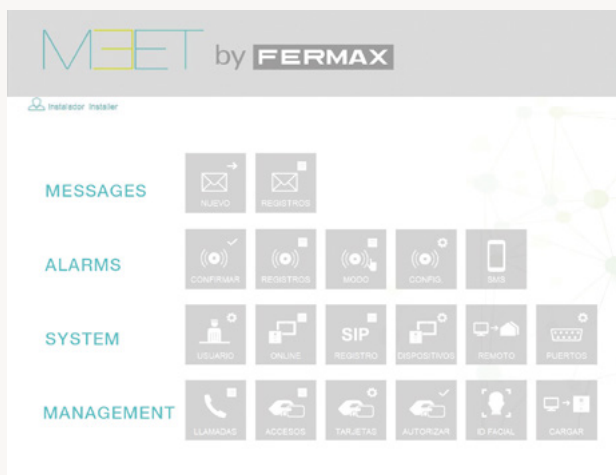 MEET by FERMAX
Instalador Installer
MESSAGES
NUEVO REGISTROS
ALARMS
CONFIRMAR REGISTROS MODO CONFIG. SMS
SYSTEM
SIP
USUARIO ONLINE REGISTRO DISPOSITIVOS REMOTO PUERTOS
MANAGEMENT
LLAMADAS ACCESOS TARJETAS AUTORIZAR ID FACIAL CARGAR